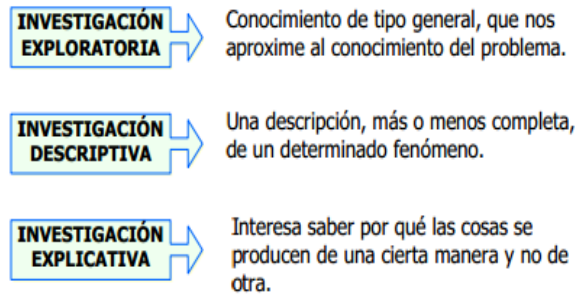 INVESTIGACIÓN
EXPLORATORIA
Conocimiento de tipo general, que nos
aproxime al conocimiento del problema.
INVESTIGACIÓN
DESCRIPTIVA
Una descripción, más o menos completa,
de un determinado fenómeno.
INVESTIGACIÓN
EXPLICATIVA
Interesa saber por qué las cosas se
producen de una cierta manera y no de
otra.